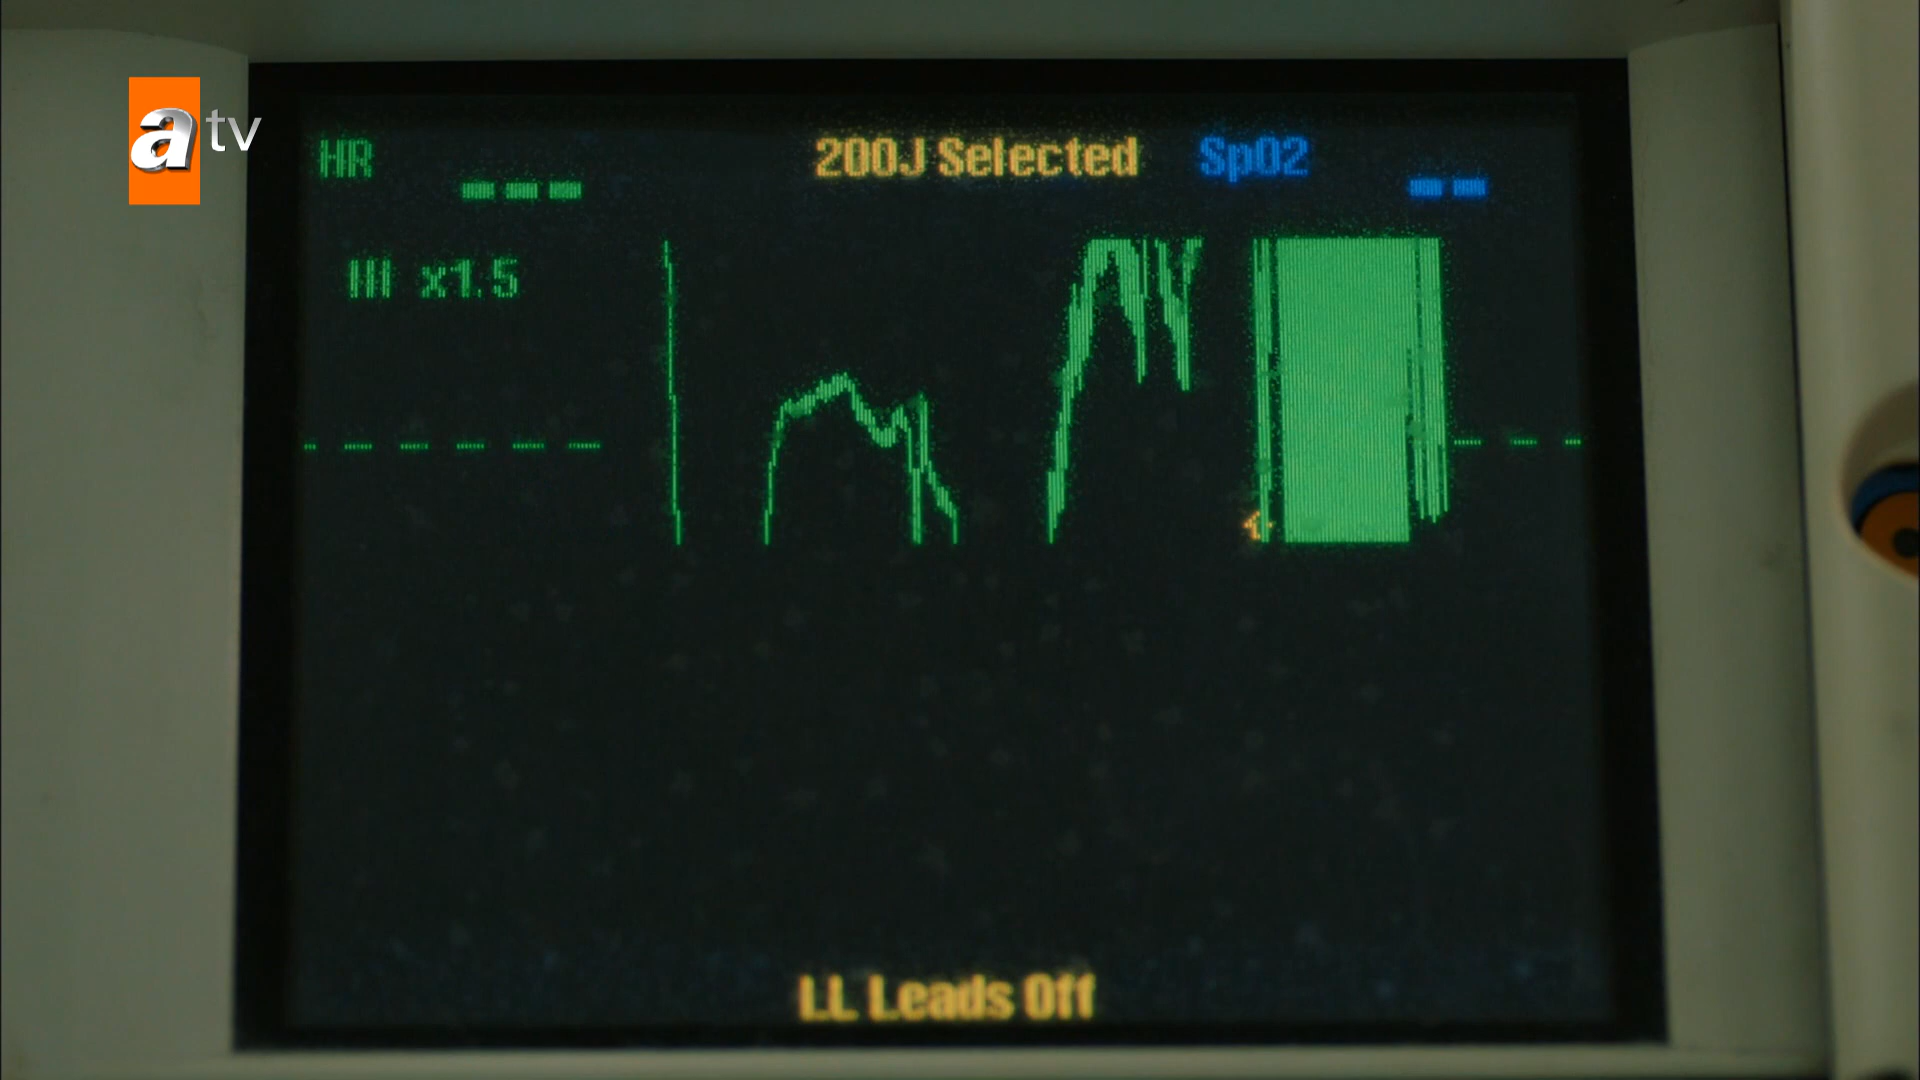 atv
HR
200J Selected
SpO2
--- 
--
III x1.5
LL Leads Off